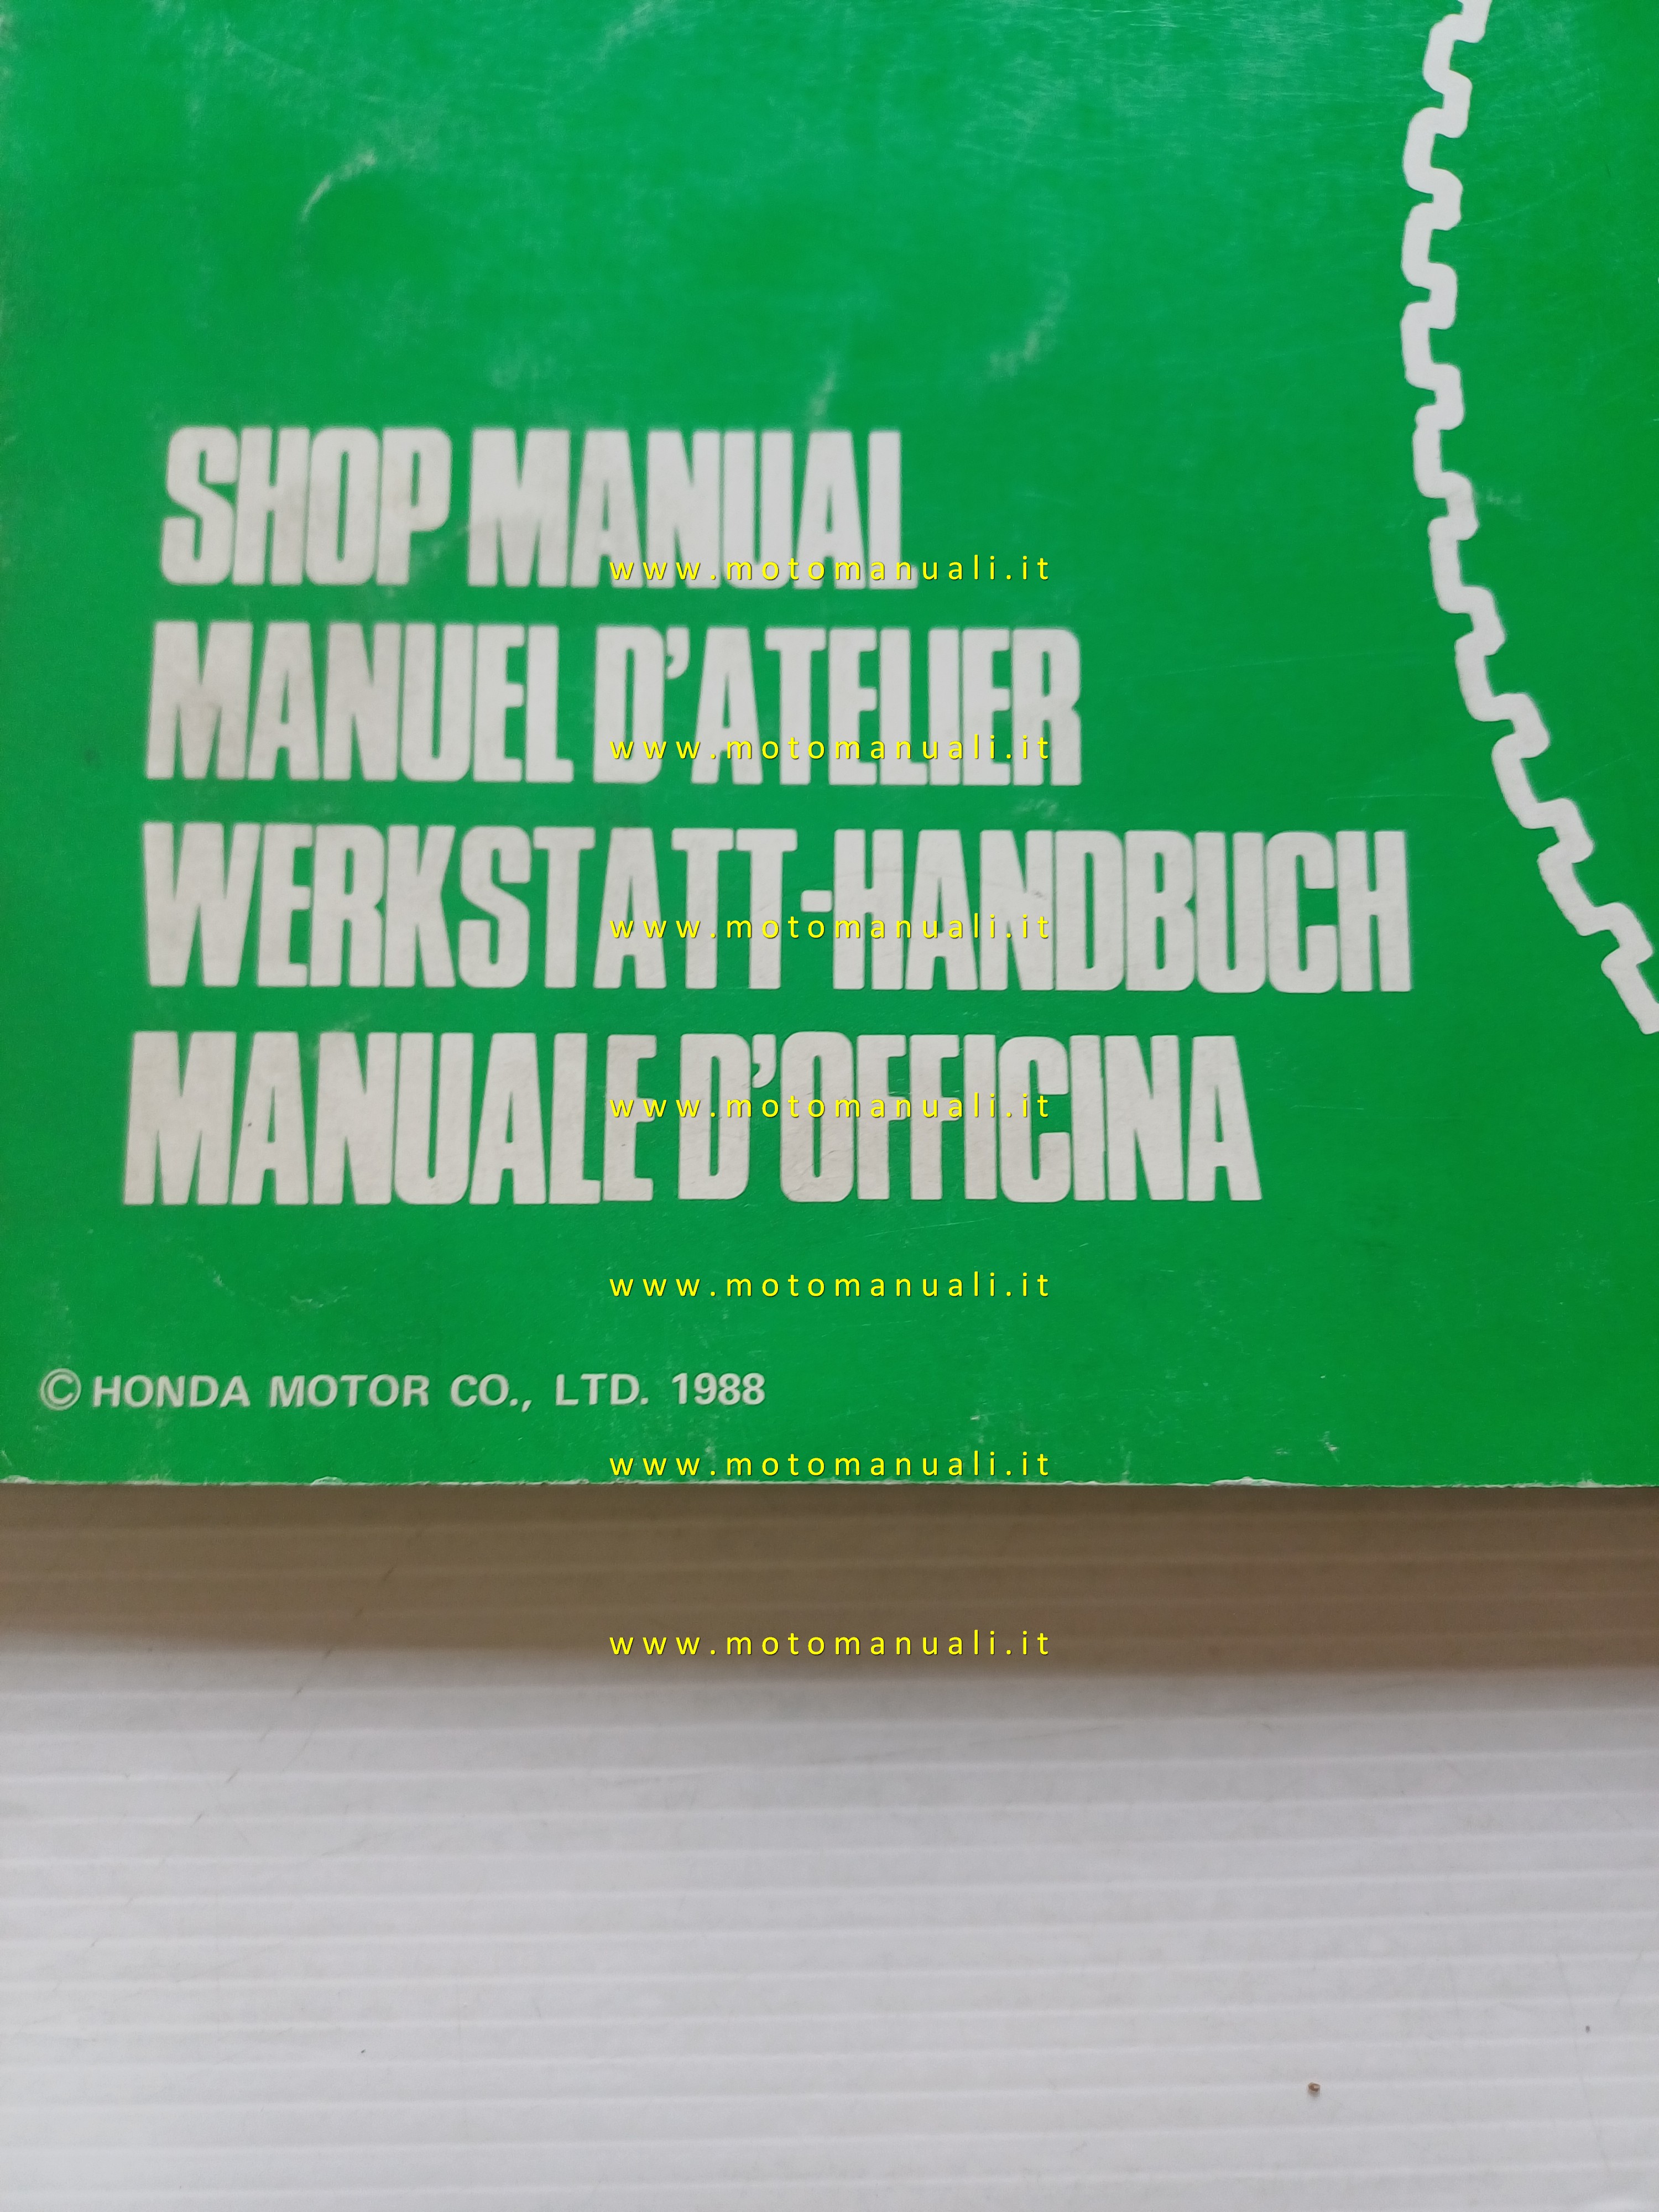 SHOP MANUAL
www.motomanuali.it
MANUEL D'ATELIER
www.motomanuali.it
WERKSTATT-HANDBUCH
www.motomanuali.it
MANUALE D'OFFICINA
www.motomanuali.it
www.motomanuali.it
© HONDA MOTOR CO., LTD. 1988
www.motomanuali.it
www.motomanuali.it